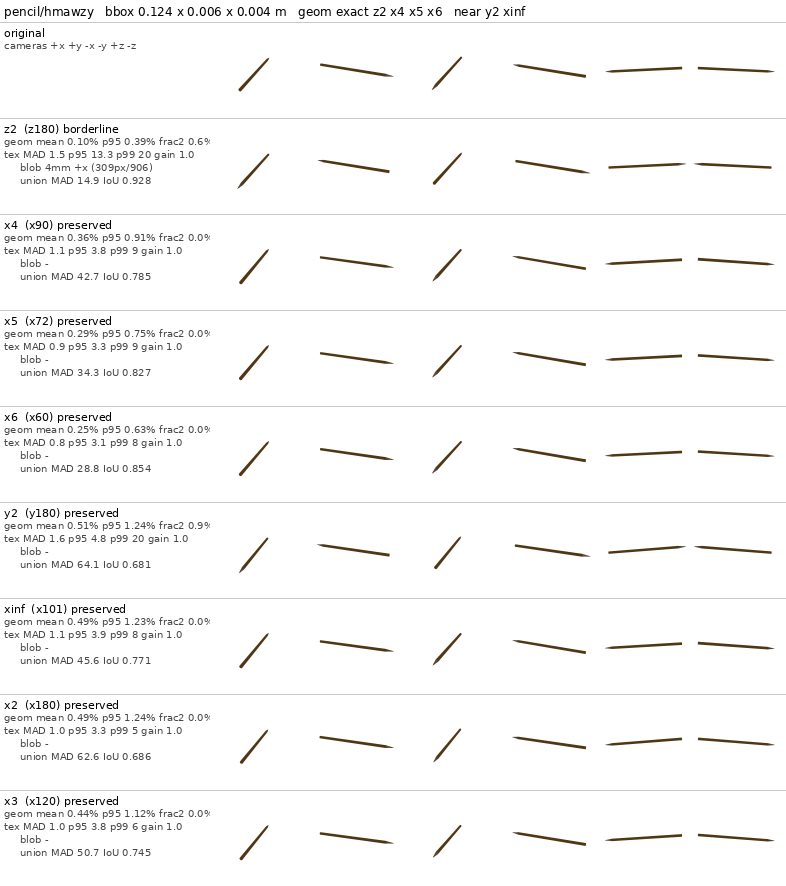 pencil/hmawzy bbox 0.124 x 0.006 x 0.004 m geom exact z2 x4 x5 x6 near y2 xinf
original
cameras +x +y -x -y +z -z
z2 (z180) borderline
geom mean 0.10% p95 0.39% frac2 0.6%
tex MAD 1.5 p95 13.3 p99 20 gain 1.0
blob 4mm +x (309px/906)
union MAD 14.9 IoU 0.928
x4 (x90) preserved
geom mean 0.36% p95 0.91% frac2 0.0%
tex MAD 1.1 p95 3.8 p99 9 gain 1.0
blob -
union MAD 42.7 IoU 0.785
x5 (x72) preserved
geom mean 0.29% p95 0.75% frac2 0.0%
tex MAD 0.9 p95 3.3 p99 9 gain 1.0
blob -
union MAD 34.3 IoU 0.827
x6 (x60) preserved
geom mean 0.25% p95 0.63% frac2 0.0%
tex MAD 0.8 p95 3.1 p99 8 gain 1.0
blob -
union MAD 28.8 IoU 0.854
y2 (y180) preserved
geom mean 0.51% p95 1.24% frac2 0.9%
tex MAD 1.6 p95 4.8 p99 20 gain 1.0
blob -
union MAD 64.1 IoU 0.681
xinf (x101) preserved
geom mean 0.49% p95 1.23% frac2 0.0%
tex MAD 1.1 p95 3.9 p99 8 gain 1.0
blob -
union MAD 45.6 IoU 0.771
x2 (x180) preserved
geom mean 0.49% p95 1.24% frac2 0.0%
tex MAD 1.0 p95 3.3 p99 5 gain 1.0
blob -
union MAD 62.6 IoU 0.686
x3 (x120) preserved
geom mean 0.44% p95 1.12% frac2 0.0%
tex MAD 1.0 p95 3.8 p99 6 gain 1.0
blob -
union MAD 50.7 IoU 0.745